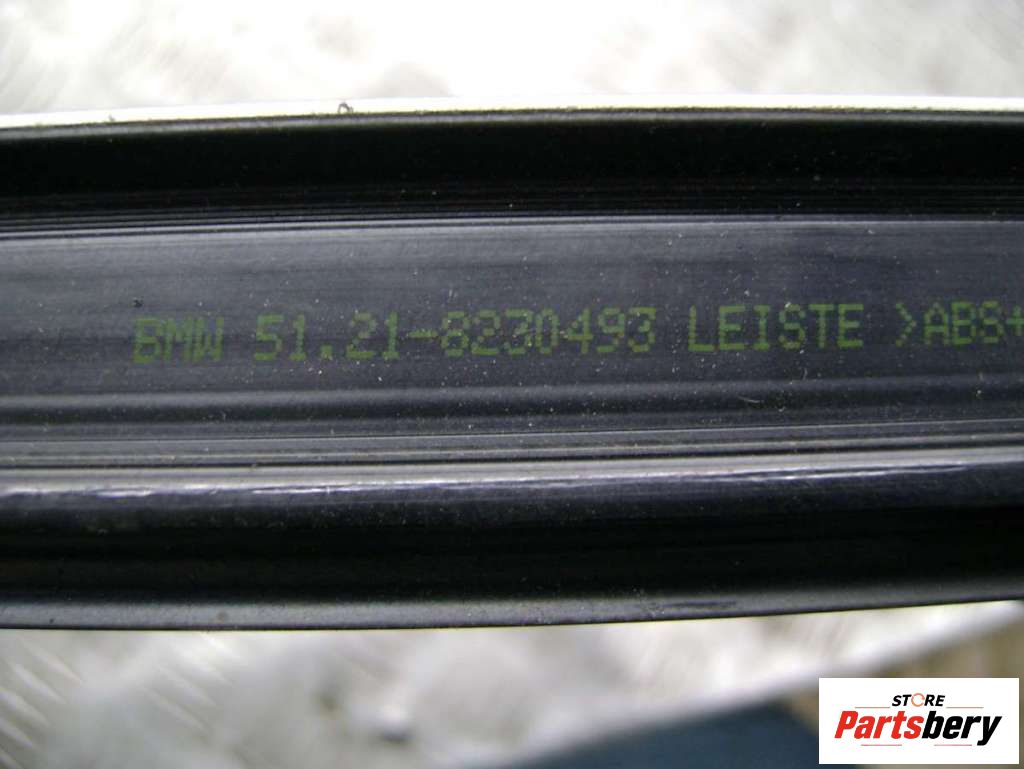 BMW 51.21-8230493 LEISTE >ABS+
STORE
Partsbery